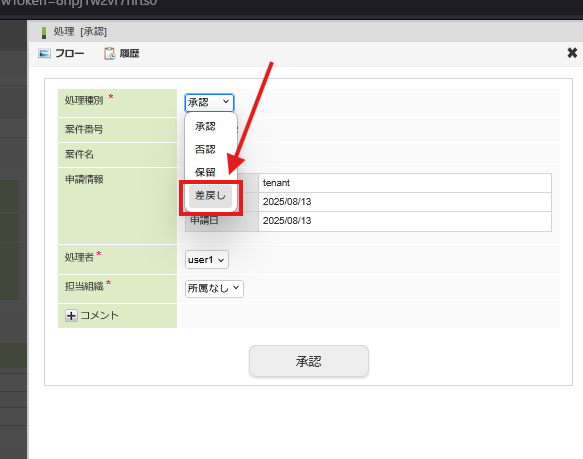 処理 [承認]
フロー 履歴
処理種別 * 承認
承認
案件番号
否認
案件名
保留
申請情報 tenant
差戻し 2025/08/13
申請日 2025/08/13
処理者 * user1
担当組織 * 所属なし
コメント
承認